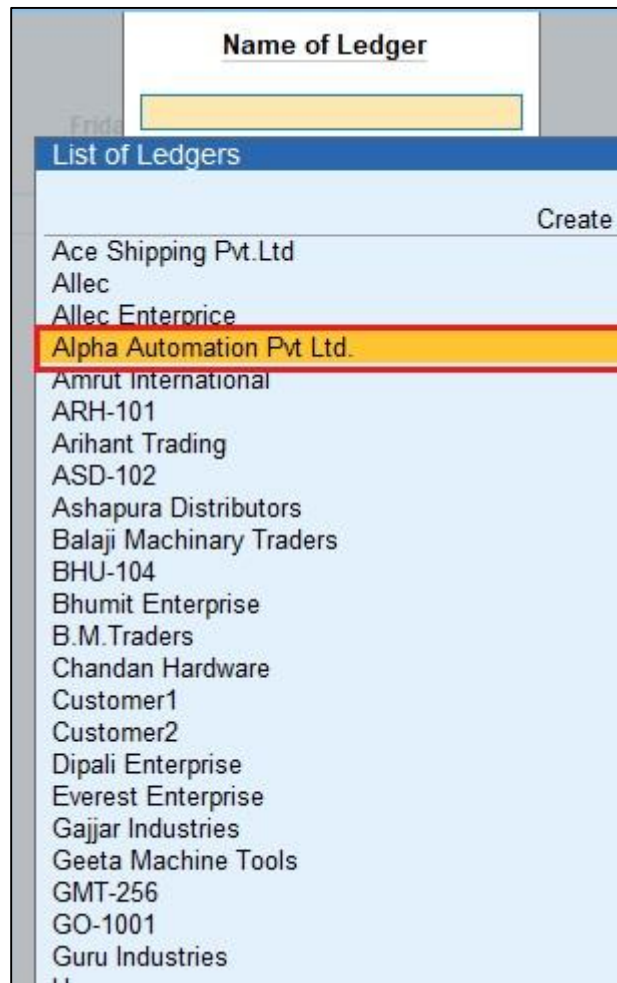 Name of Ledger
Frida
List of Ledgers
Create
Ace Shipping Pvt.Ltd
Allec
Allec Enterprice
Alpha Automation Pvt Ltd.
Amrut International
ARH-101
Arihant Trading
ASD-102
Ashapura Distributors
Balaji Machinary Traders
BHU-104
Bhumit Enterprise
B.M.Traders
Chandan Hardware
Customer1
Customer2
Dipali Enterprise
Everest Enterprise
Gajjar Industries
Geeta Machine Tools
GMT-256
GO-1001
Guru Industries